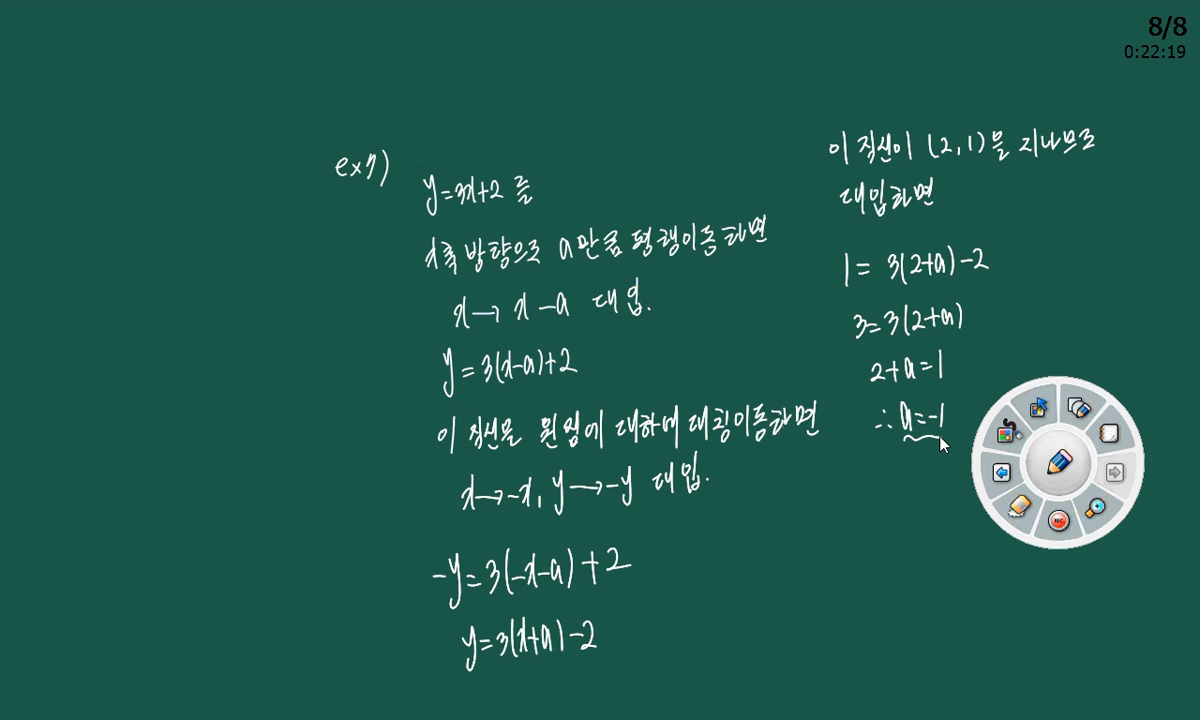 8/8
0:22:19
ex7)
y=3x+2 를
x축 방향으로 a만큼 평행이동하면
x→ x-a 대입.
y=3(x-a)+2
이 직선을 원점에 대하여 대칭이동하면
x→-x, y→-y 대입.
-y=3(-x-a)+2
y=3(x+a)-2
이 직선이 (2,1)을 지나므로
대입하면
1= 3(2+a)-2
3=3(2+a)
2+a=1
∴ a=-1
REC